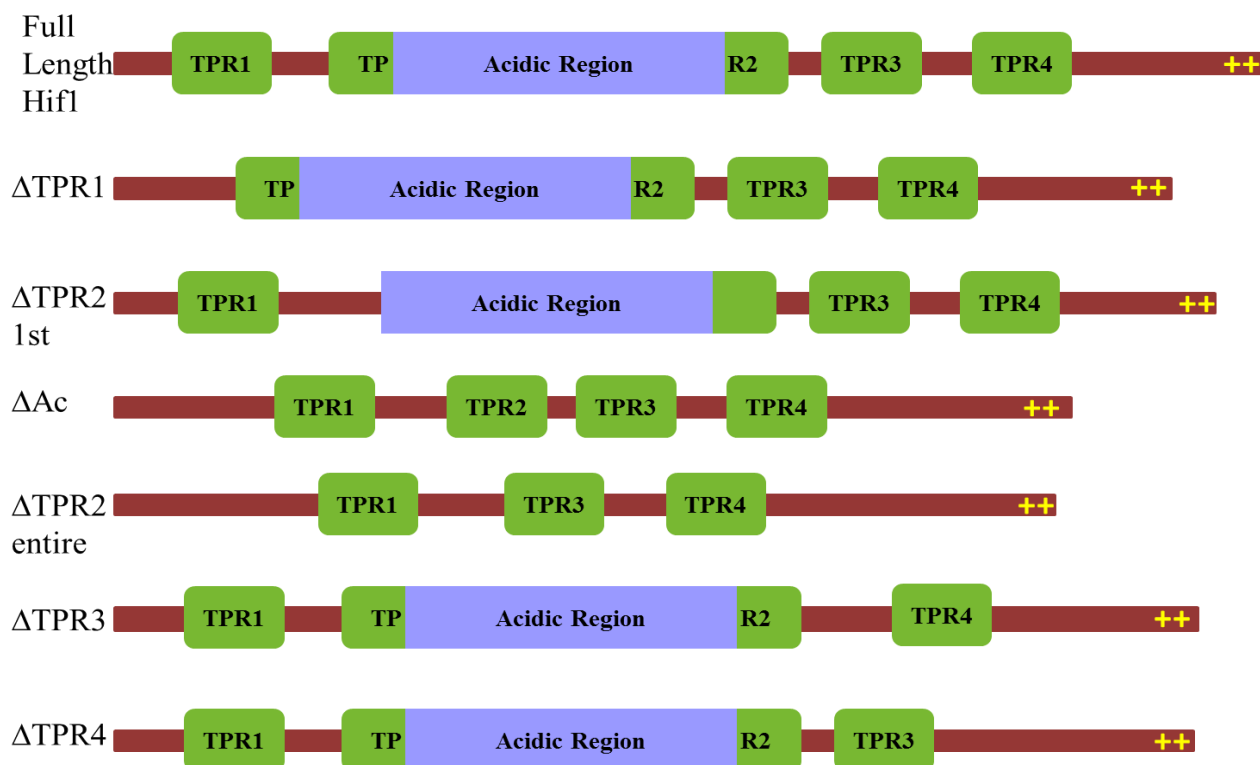 Full
Length
Hif1
TPR1 TP Acidic Region R2 TPR3 TPR4 ++
ΔTPR1
TP Acidic Region R2 TPR3 TPR4 ++
ΔTPR2
1st
TPR1 Acidic Region TPR3 TPR4 ++
ΔAc
TPR1 TPR2 TPR3 TPR4 ++
ΔTPR2
entire
TPR1 TPR3 TPR4 ++
ΔTPR3
TPR1 TP Acidic Region R2 TPR4 ++
ΔTPR4
TPR1 TP Acidic Region R2 TPR3 ++